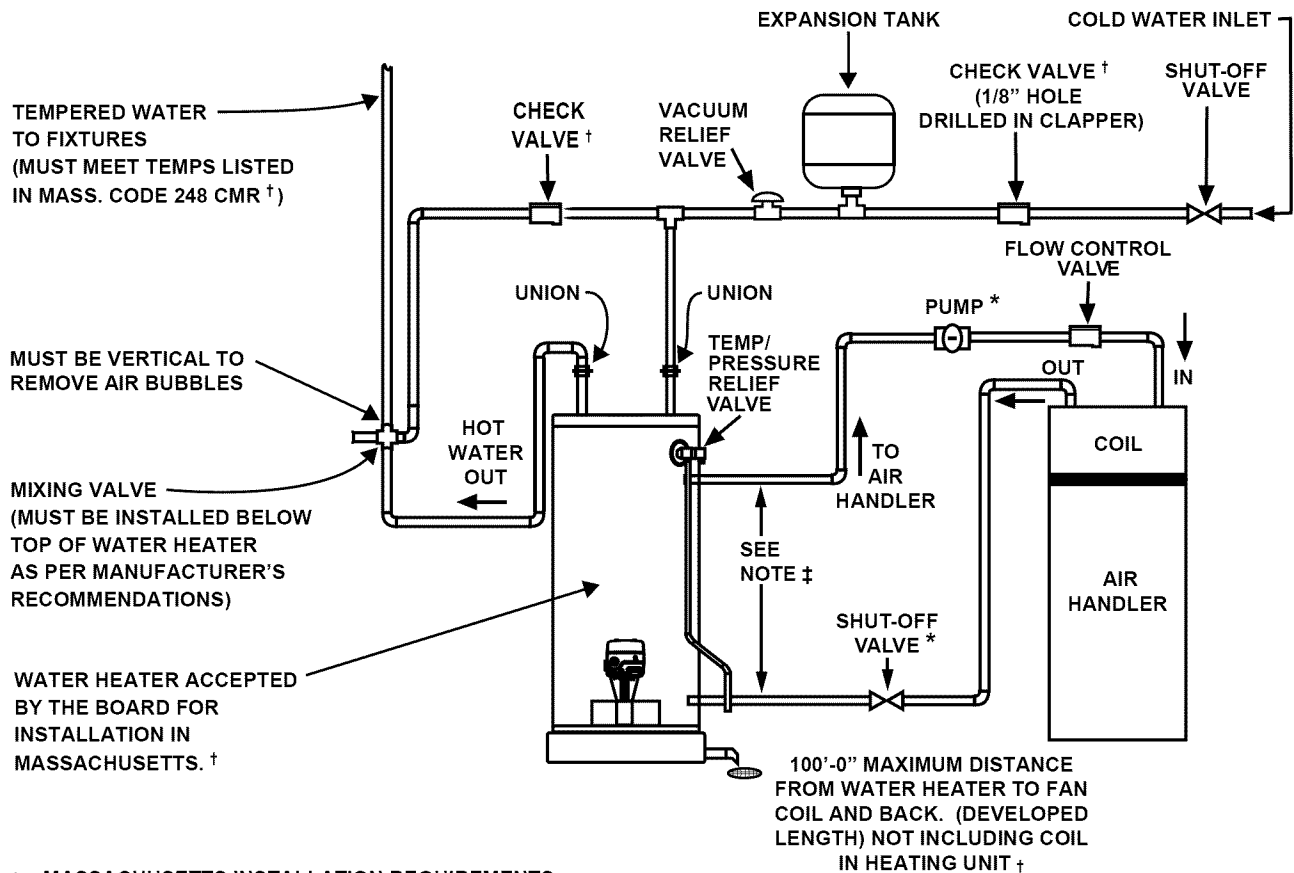 EXPANSION TANK
COLD WATER INLET
CHECK VALVE †
(1/8” HOLE
DRILLED IN CLAPPER)
SHUT-OFF
VALVE
TEMPERED WATER
TO FIXTURES
(MUST MEET TEMPS LISTED
IN MASS. CODE 248 CMR †)
CHECK
VALVE †
VACUUM
RELIEF
VALVE
FLOW CONTROL
VALVE
UNION
UNION
PUMP *
TEMP/
PRESSURE
RELIEF
VALVE
MUST BE VERTICAL TO
REMOVE AIR BUBBLES
OUT
IN
HOT
WATER
OUT
TO
AIR
HANDLER
COIL
MIXING VALVE
(MUST BE INSTALLED BELOW
TOP OF WATER HEATER
AS PER MANUFACTURER’S
RECOMMENDATIONS)
SEE
NOTE ‡
AIR
HANDLER
SHUT-OFF
VALVE *
WATER HEATER ACCEPTED
BY THE BOARD FOR
INSTALLATION IN
MASSACHUSETTS. †
100’-0” MAXIMUM DISTANCE
FROM WATER HEATER TO FAN
COIL AND BACK. (DEVELOPED
LENGTH) NOT INCLUDING COIL
IN HEATING UNIT †
MASSACHUSETTS INSTALLATION REQUIREMENTS